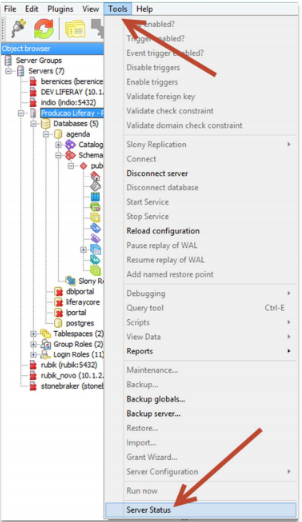 File Edit Plugins View Tools Help
enabled?
Trigger enabled?
Event trigger enabled?
Disable triggers
Enable triggers
Validate foreign key
Validate check constraint
Validate domain check constraint
Slony Replication
Connect
Disconnect server
Disconnect database
Start Service
Stop Service
Reload configuration
Pause replay of WAL
Resume replay of WAL
Add named restore point
Debugging
Query tool Ctrl-E
Scripts
View Data
Reports
Maintenance...
Backup...
Backup globals...
Backup server...
Restore...
Import...
Grant Wizard...
Server Configuration
Run now
Server Status
Object browser
Server Groups
Servers (7)
berenices (berenice
DEV LIFERAY (10.1.
indio (indio:5432)
Producao Liferay - P
Databases (5)
agenda
Catalog
Schema
pub
Slony Re
dblportal
liferaycore
lportal
postgres
Tablespaces (2)
Group Roles (2)
Login Roles (11)
rubik (rubik:5432)
rubik_novo (10.1.2.
stonebraker (stoneb